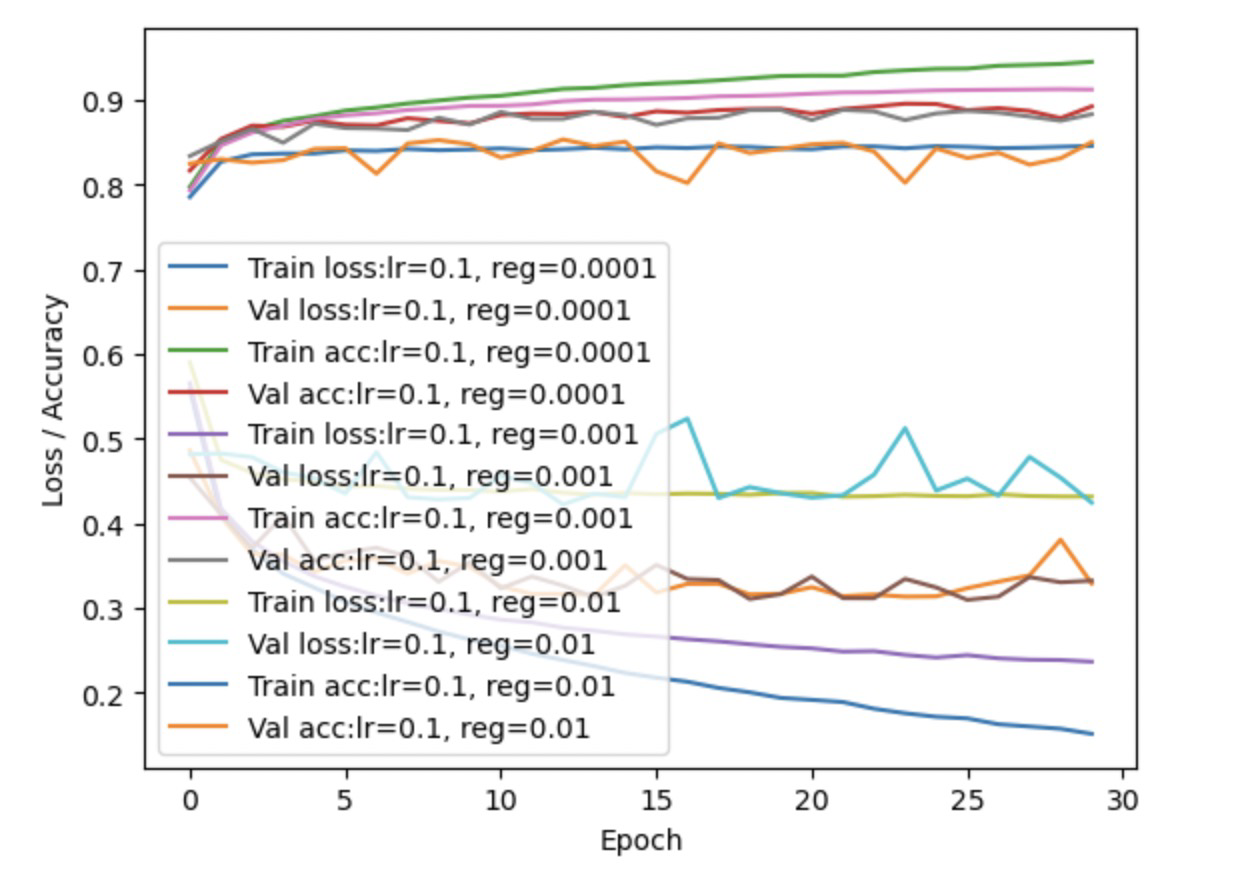 0.9
0.8
0.7
0.6
0.5
0.4
0.3
0.2
Loss / Accuracy
Train loss:lr=0.1, reg=0.0001
Val loss:lr=0.1, reg=0.0001
Train acc:lr=0.1, reg=0.0001
Val acc:lr=0.1, reg=0.0001
Train loss:lr=0.1, reg=0.001
Val loss:lr=0.1, reg=0.001
Train acc:lr=0.1, reg=0.001
Val acc:lr=0.1, reg=0.001
Train loss:lr=0.1, reg=0.01
Val loss:lr=0.1, reg=0.01
Train acc:lr=0.1, reg=0.01
Val acc:lr=0.1, reg=0.01
0 5 10 15 20 25 30
Epoch